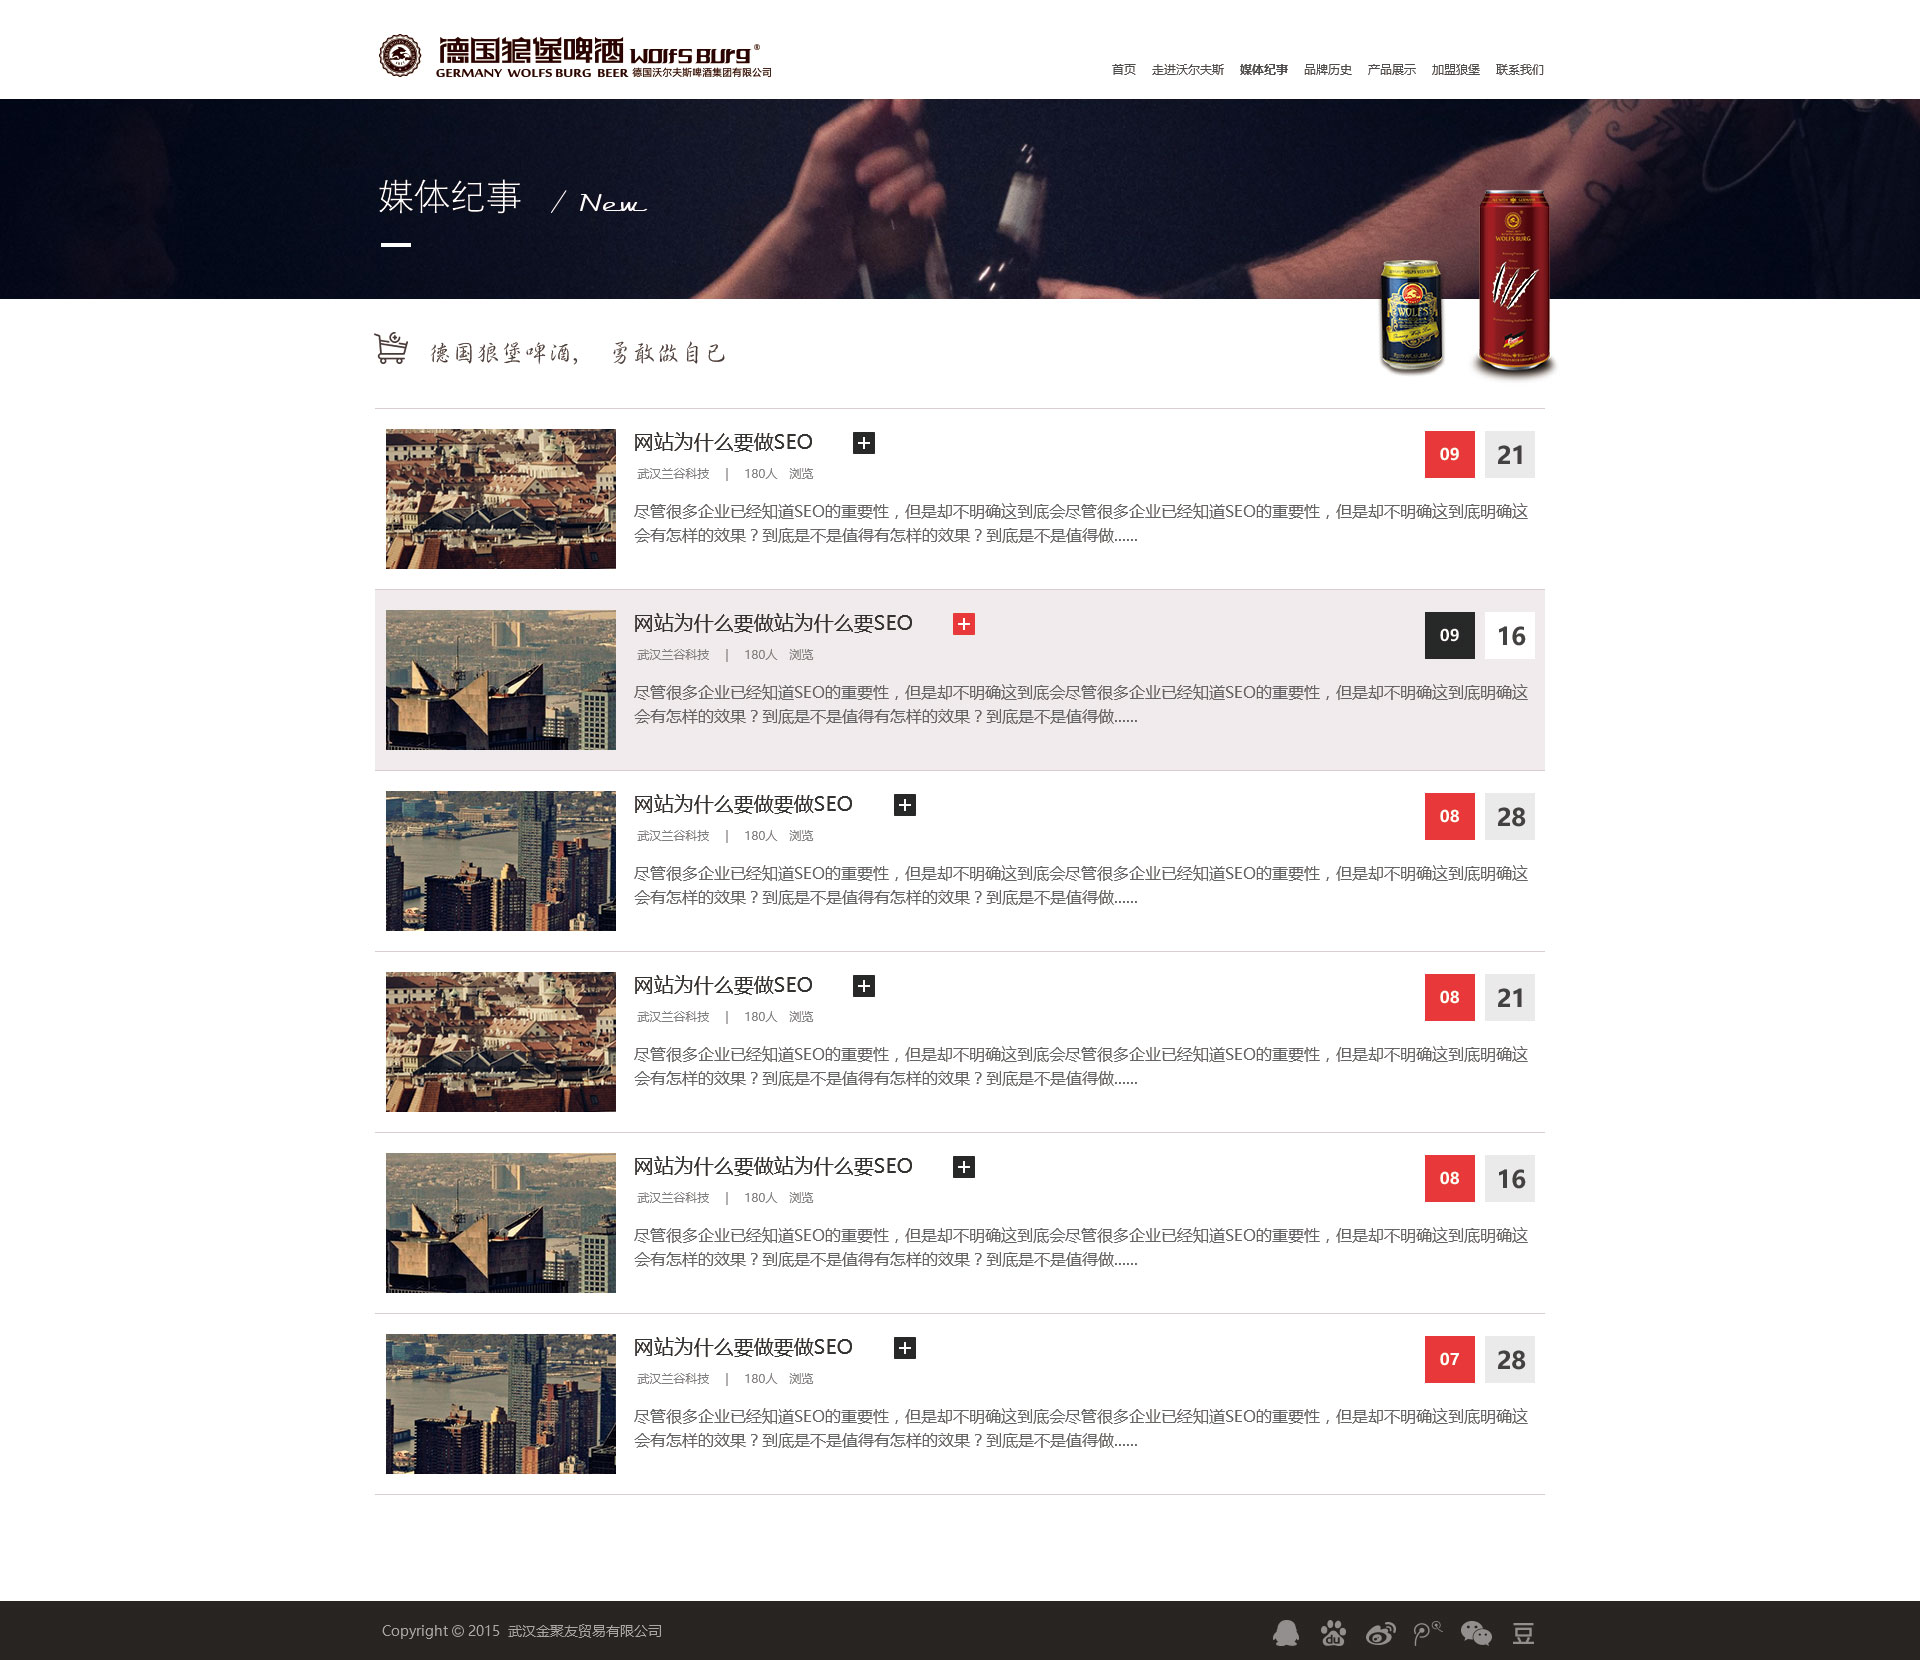 德国狼堡啤酒 Wolfs Burg®
GERMANY WOLFS BURG BEER 德国沃尔夫斯啤酒集团有限公司
首页 走进沃尔夫斯 媒体纪事 品牌历史 产品展示 加盟狼堡 联系我们
媒体纪事 / New
WOLFS BURG
WOLFS
德国狼堡啤酒， 勇敢做自己
网站为什么要做SEO
09 21
武汉兰谷科技 | 180人 浏览
尽管很多企业已经知道SEO的重要性，但是却不明确这到底会尽管很多企业已经知道SEO的重要性，但是却不明确这到底明确这
会有怎样的效果？到底是不是值得有怎样的效果？到底是不是值得做......
网站为什么要做站为什么要SEO
09 16
武汉兰谷科技 | 180人 浏览
尽管很多企业已经知道SEO的重要性，但是却不明确这到底会尽管很多企业已经知道SEO的重要性，但是却不明确这到底明确这
会有怎样的效果？到底是不是值得有怎样的效果？到底是不是值得做......
网站为什么要做要做SEO
08 28
武汉兰谷科技 | 180人 浏览
尽管很多企业已经知道SEO的重要性，但是却不明确这到底会尽管很多企业已经知道SEO的重要性，但是却不明确这到底明确这
会有怎样的效果？到底是不是值得有怎样的效果？到底是不是值得做......
网站为什么要做SEO
08 21
武汉兰谷科技 | 180人 浏览
尽管很多企业已经知道SEO的重要性，但是却不明确这到底会尽管很多企业已经知道SEO的重要性，但是却不明确这到底明确这
会有怎样的效果？到底是不是值得有怎样的效果？到底是不是值得做......
网站为什么要做站为什么要SEO
08 16
武汉兰谷科技 | 180人 浏览
尽管很多企业已经知道SEO的重要性，但是却不明确这到底会尽管很多企业已经知道SEO的重要性，但是却不明确这到底明确这
会有怎样的效果？到底是不是值得有怎样的效果？到底是不是值得做......
网站为什么要做要做SEO
07 28
武汉兰谷科技 | 180人 浏览
尽管很多企业已经知道SEO的重要性，但是却不明确这到底会尽管很多企业已经知道SEO的重要性，但是却不明确这到底明确这
会有怎样的效果？到底是不是值得有怎样的效果？到底是不是值得做......
Copyright © 2015 武汉金聚友贸易有限公司
du 豆